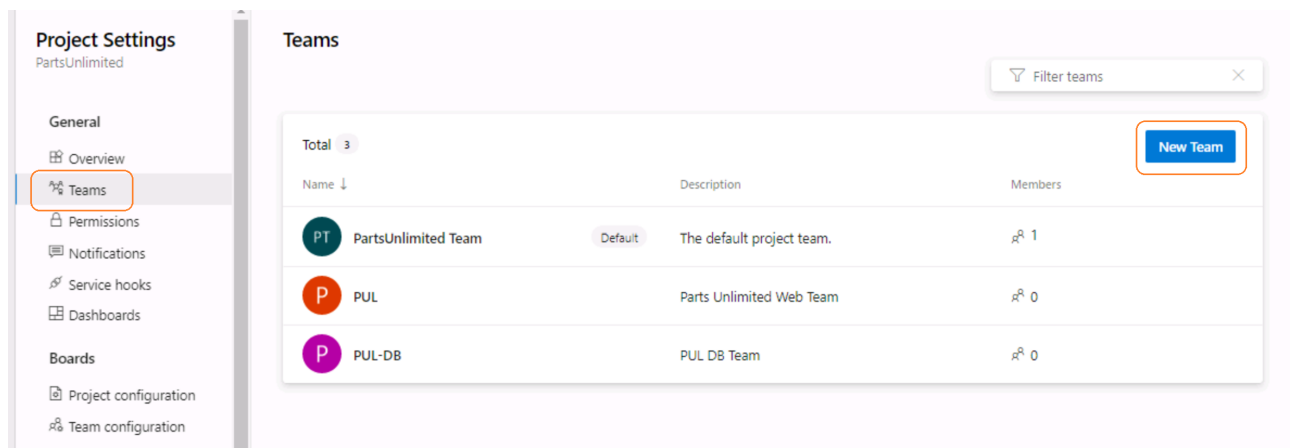 Project Settings
PartsUnlimited
General
Overview
Teams
Permissions
Notifications
Service hooks
Dashboards
Boards
Project configuration
Team configuration
Teams
Filter teams
Total 3
New Team
Name ↓ Description Members
PT PartsUnlimited Team Default The default project team. 1
P PUL Parts Unlimited Web Team 0
P PUL-DB PUL DB Team 0